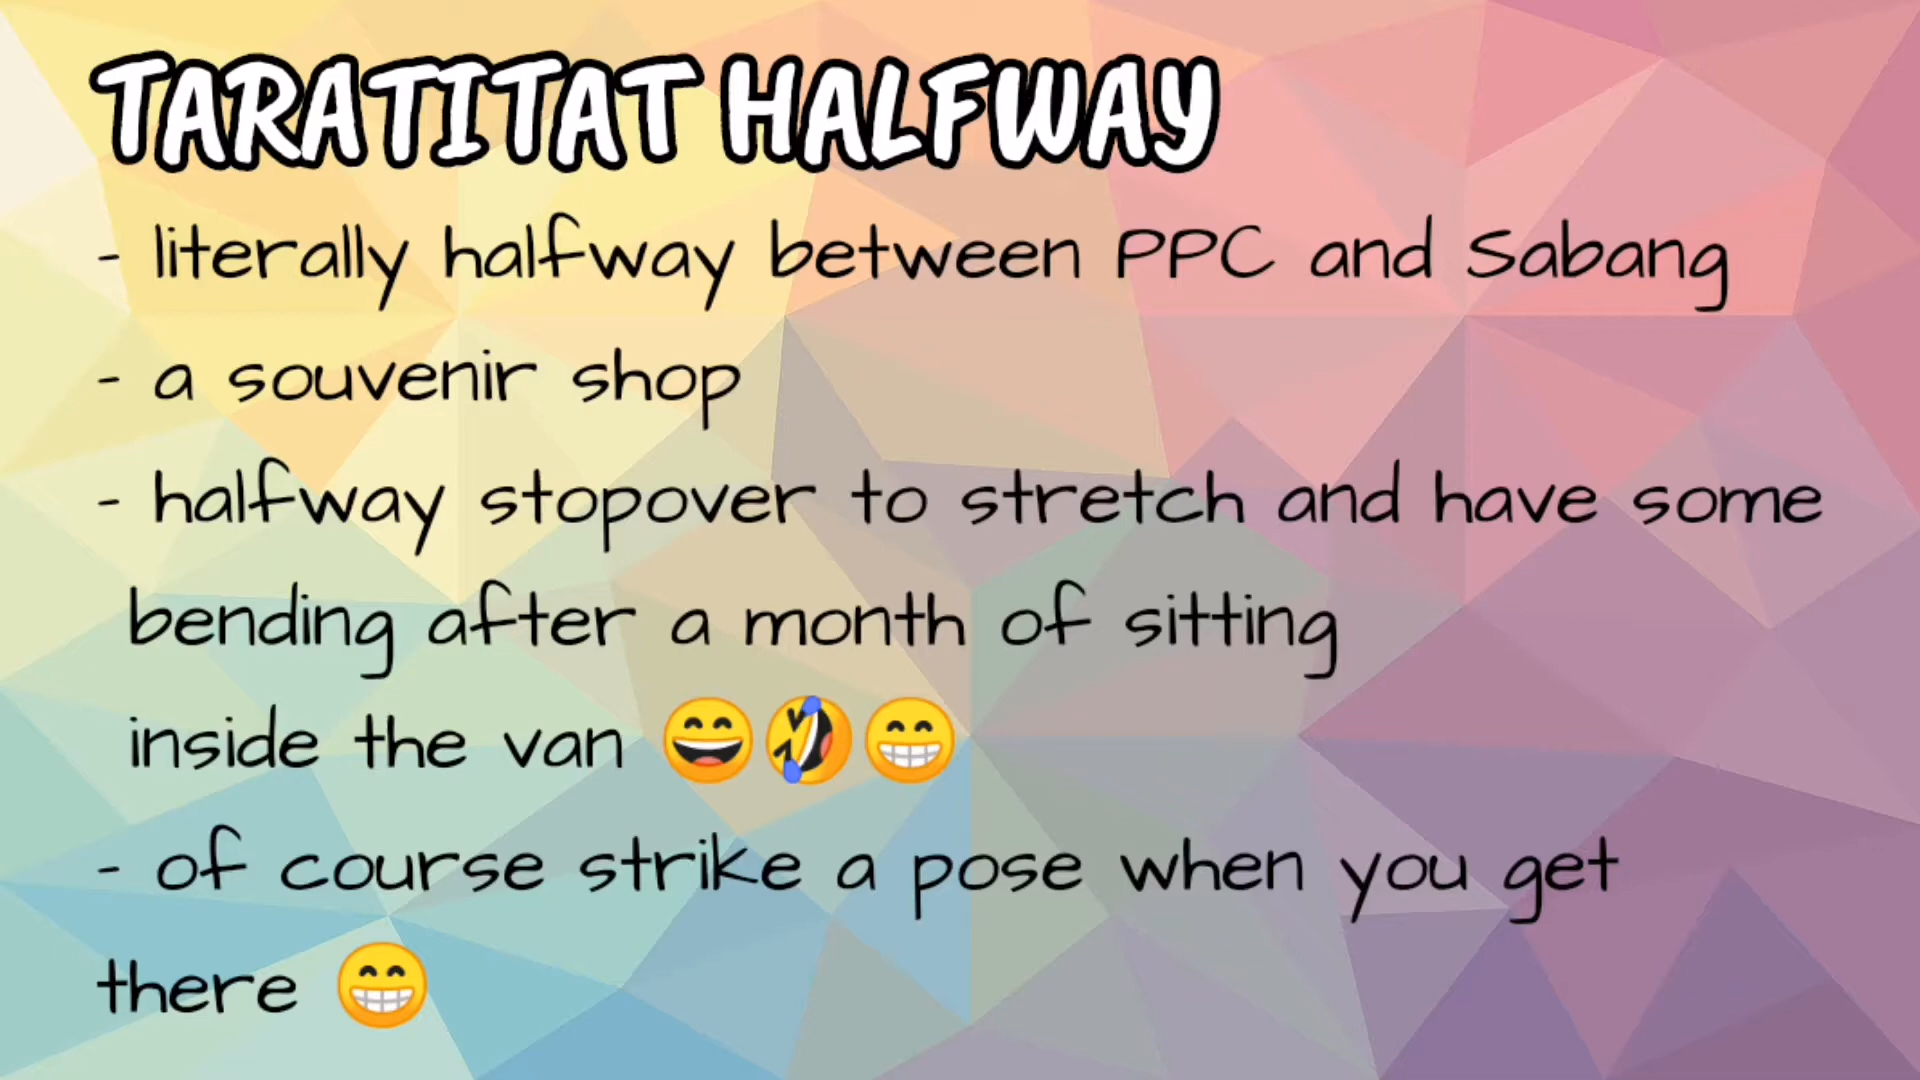 TARATITAT HALFWAY
- literally halfway between PPC and Sabang
- a souvenir shop
- halfway stopover to stretch and have some
bending after a month of sitting
inside the van 😄🤣😁
- of course strike a pose when you get
there 😁